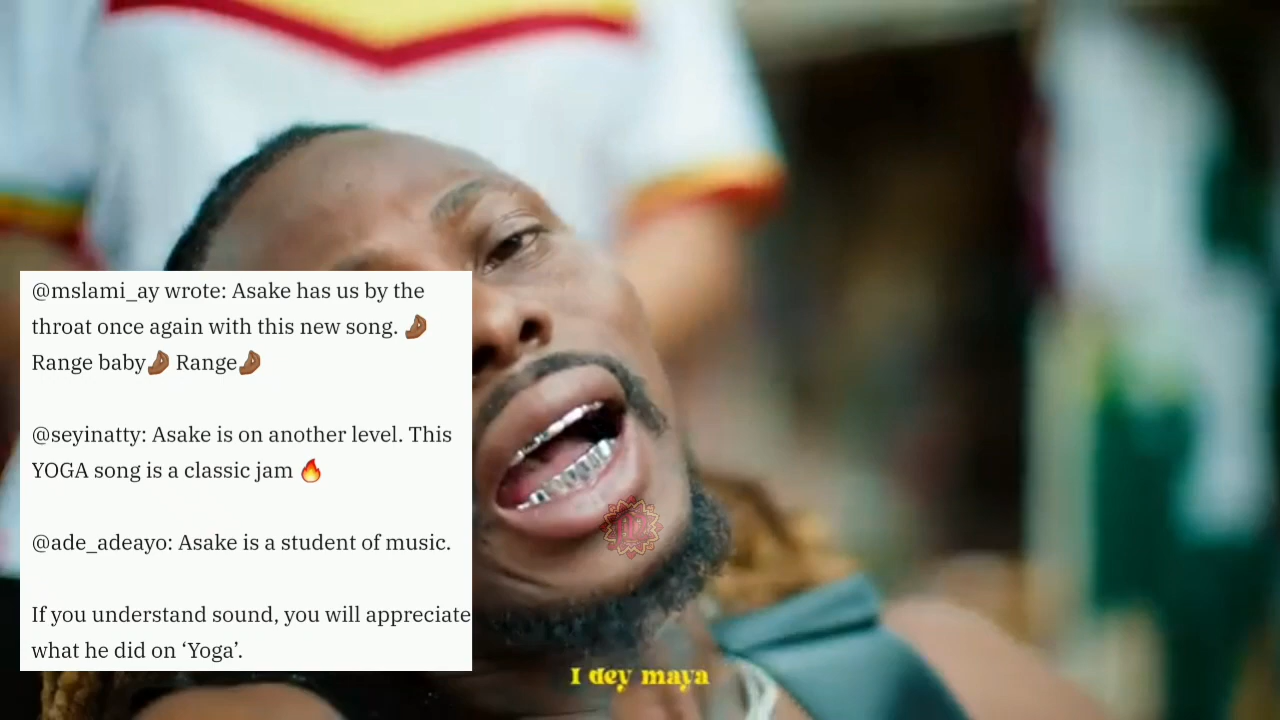 @mslami_ay wrote: Asake has us by the
throat once again with this new song. 🤌🏾
Range baby🤌🏾 Range🤌🏾
@seyinatty: Asake is on another level. This
YOGA song is a classic jam 🔥
@ade_adeayo: Asake is a student of music.
If you understand sound, you will appreciate
what he did on ‘Yoga’.
I dey maya